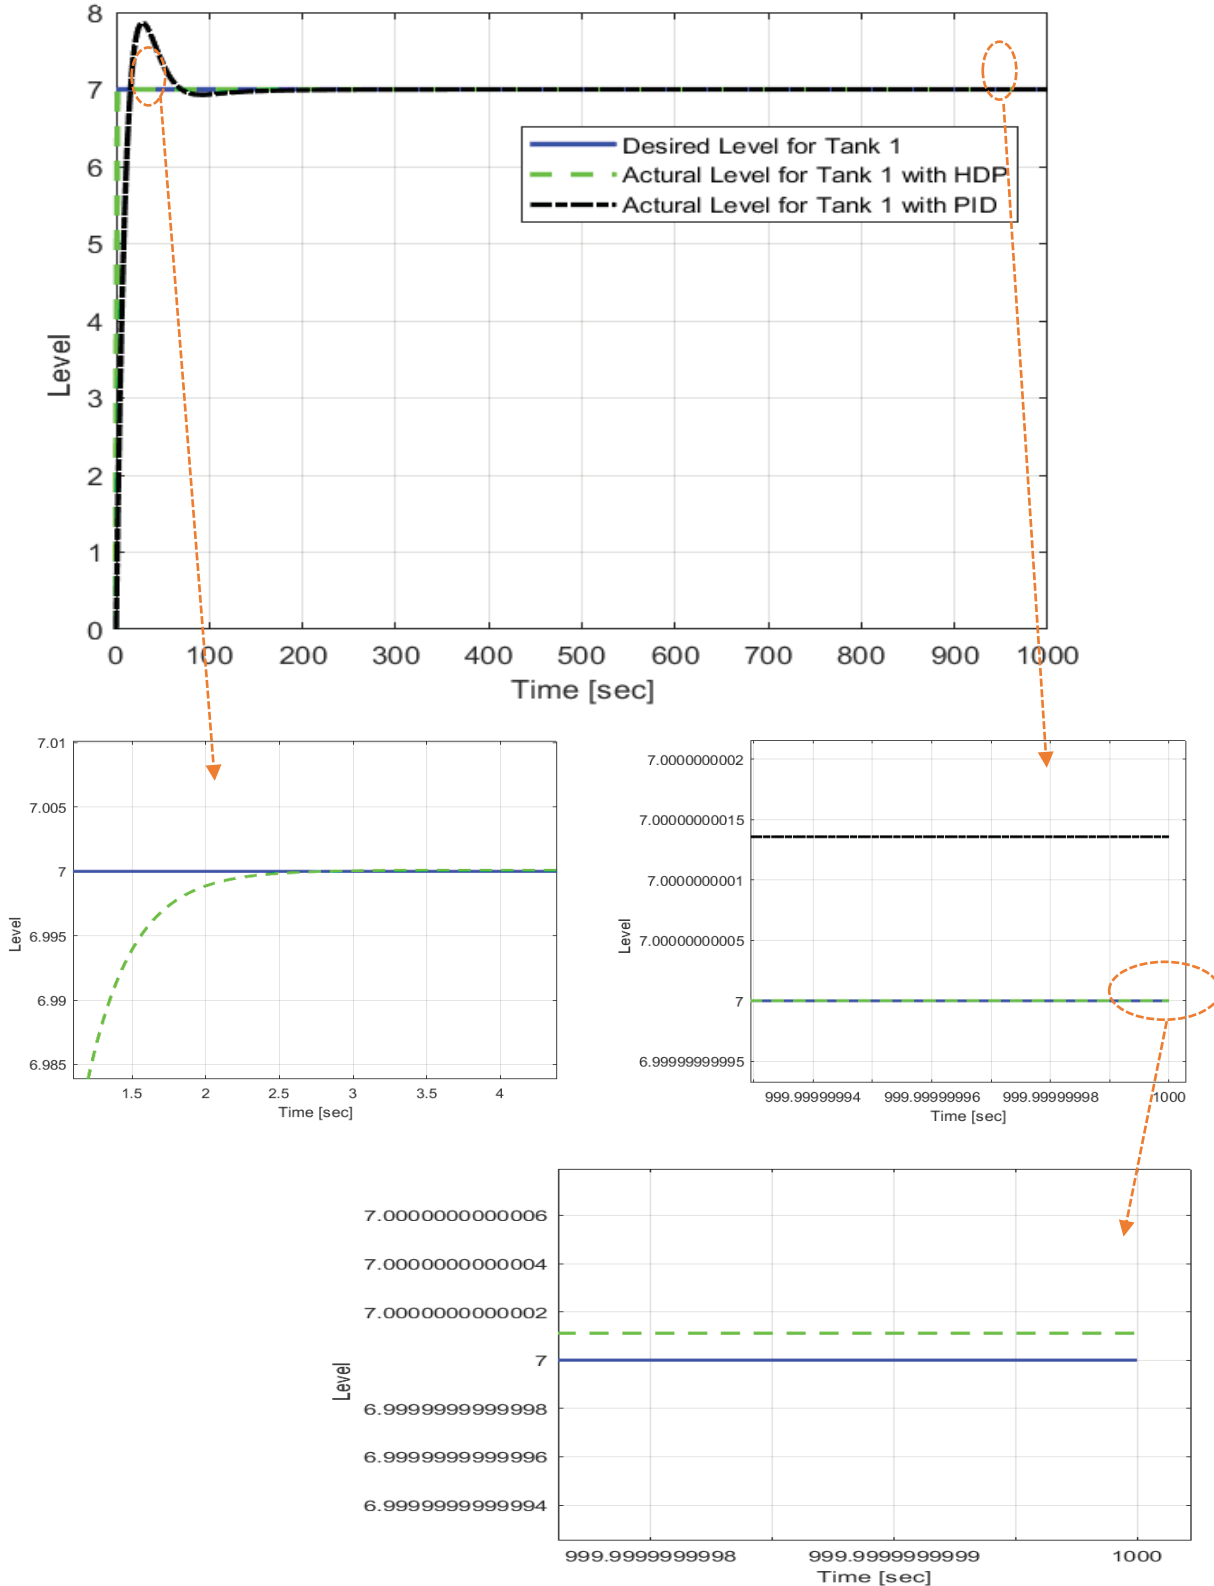 8
7
6
5
4
3
2
1
0
Level
Desired Level for Tank 1
Actural Level for Tank 1 with HDP
Actural Level for Tank 1 with PID
0 100 200 300 400 500 600 700 800 900 1000
Time [sec]
7.01
7.005
7
6.995
6.99
6.985
Level
1.5 2 2.5 3 3.5 4
Time [sec]
7.0000000002
7.00000000015
7.0000000001
7.00000000005
7
6.99999999995
Level
999.99999994 999.99999996 999.99999998 1000
Time [sec]
7.0000000000006
7.0000000000004
7.0000000000002
7
6.9999999999998
6.9999999999996
6.9999999999994
Level
999.9999999998 999.9999999999 1000
Time [sec]